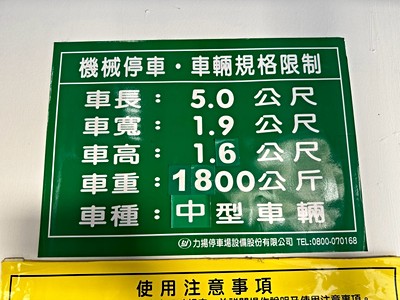 機械停車·車輛規格限制
車長：5.0公尺
車寬：1.9公尺
車高：1.6公尺
車重：1800公斤
車種：中型車輛
力揚停車場設備股份有限公司 TEL:0800-070168
使用注意事項